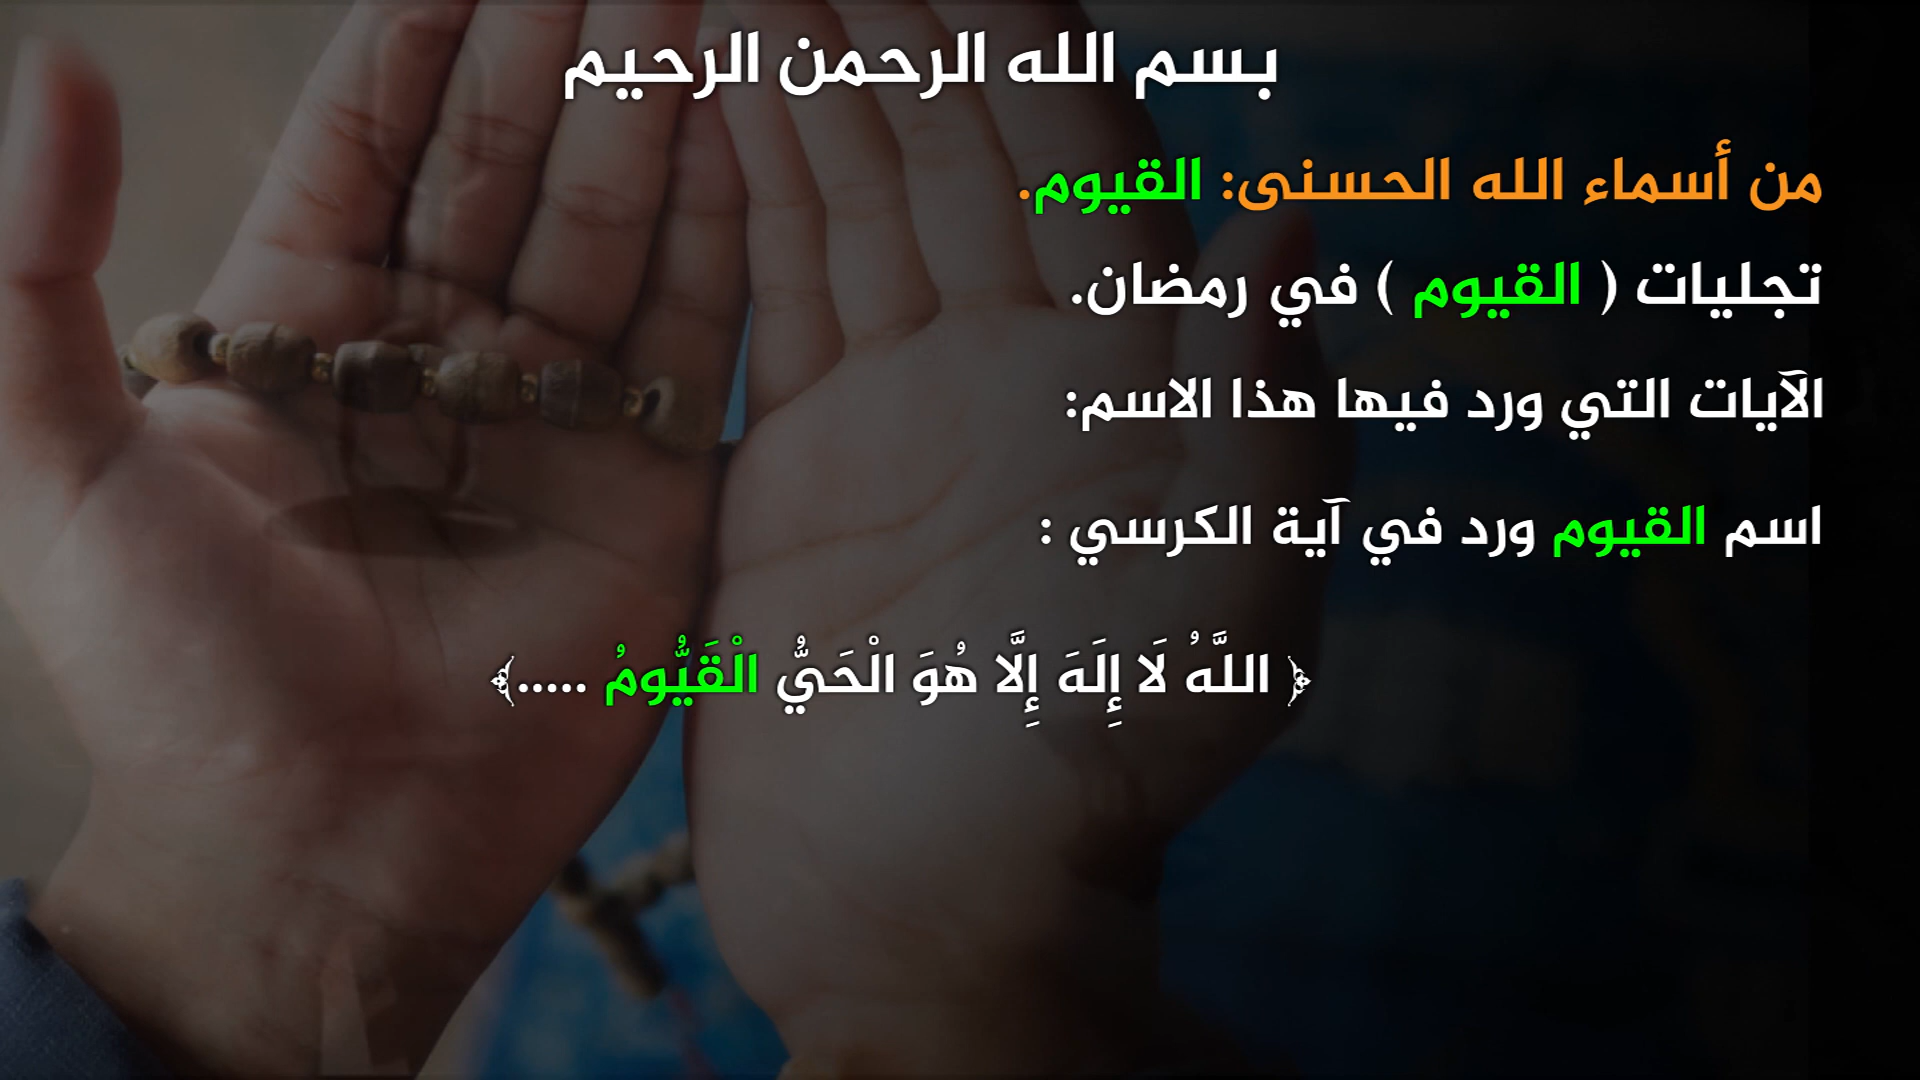 بسم الله الرحمن الرحيم
من أسماء الله الحسنى: القيوم.
تجليات ( القيوم ) في رمضان.
الآيات التي ورد فيها هذا الاسم:
اسم القيوم ورد في آية الكرسي :
﴿ اللَّهُ لَا إِلَهَ إِلَّا هُوَ الْحَيُّ الْقَيُّومُ .....﴾